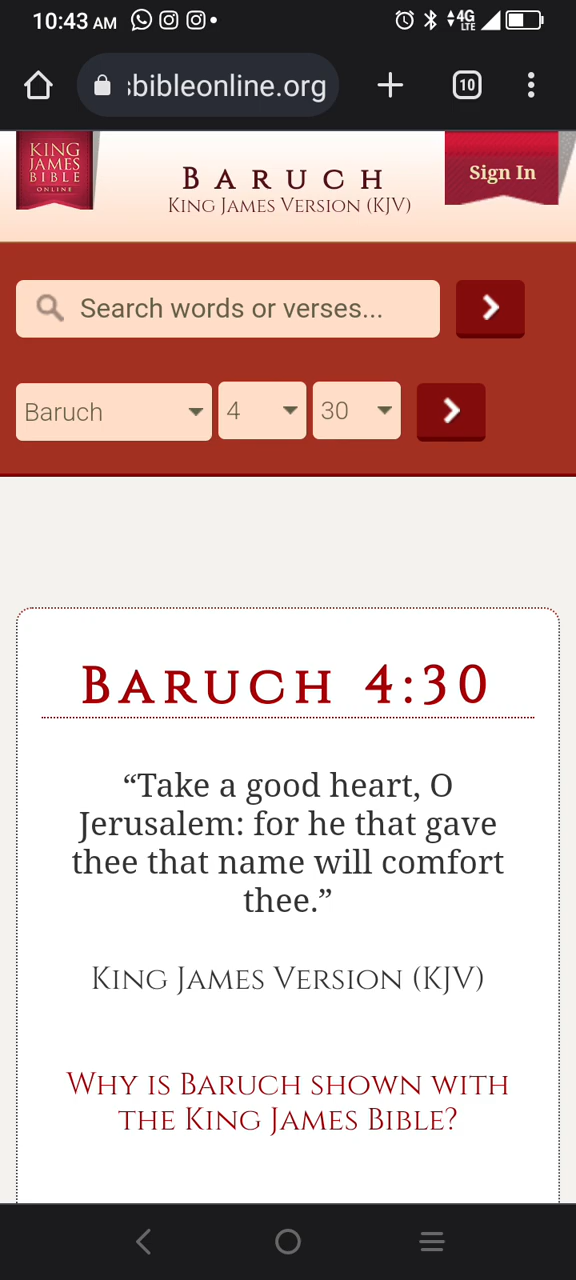 10:43 AM
4G
LTE
sbibleonline.org
10
KING
JAMES
BIBLE
ONLINE
Baruch
King James Version (KJV)
Sign In
Search words or verses...
Baruch
4
30
Baruch 4:30
“Take a good heart, O
Jerusalem: for he that gave
thee that name will comfort
thee.”
King James Version (KJV)
Why is Baruch shown with
the King James Bible?